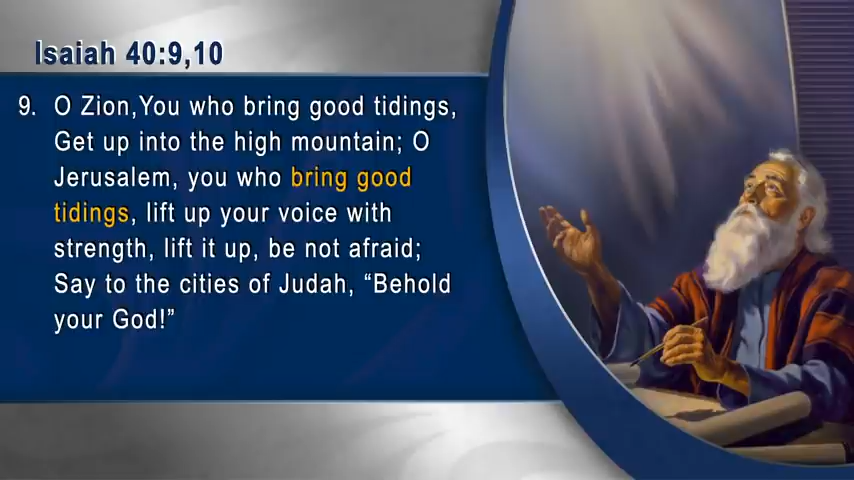 Isaiah 40:9,10
9. O Zion,You who bring good tidings,
Get up into the high mountain; O
Jerusalem, you who bring good
tidings, lift up your voice with
strength, lift it up, be not afraid;
Say to the cities of Judah, “Behold
your God!”